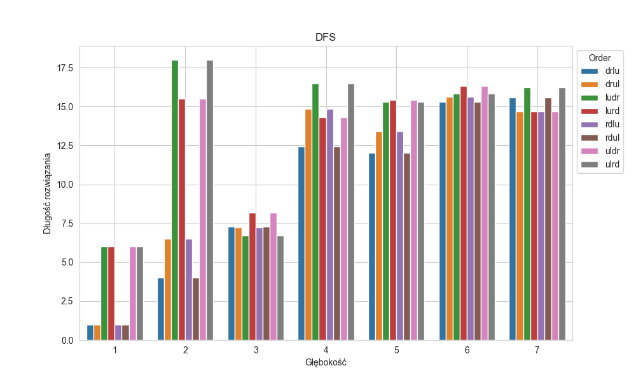 DFS
Order
drlu
drul
ludr
lurd
rdlu
rdul
uldr
ulrd
Długość rozwiązania
17.5
15.0
12.5
10.0
7.5
5.0
2.5
0.0
1 2 3 4 5 6 7
Głębokość